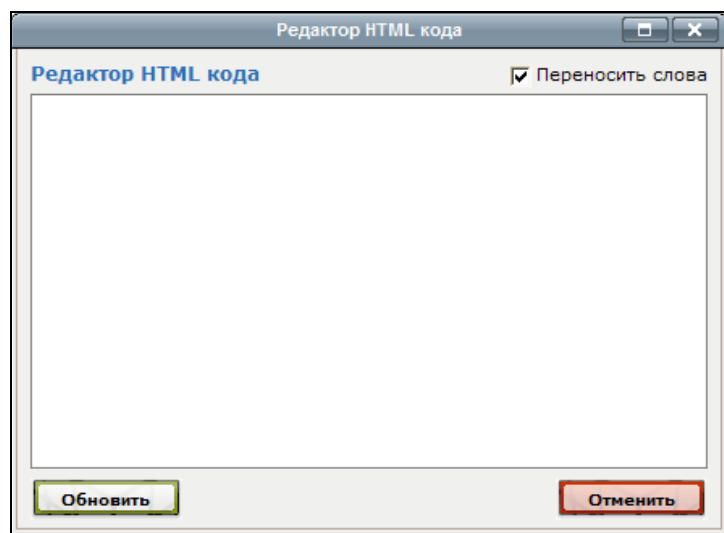 Редактор HTML кода
Редактор HTML кода
Переносить слова
Обновить
Отменить